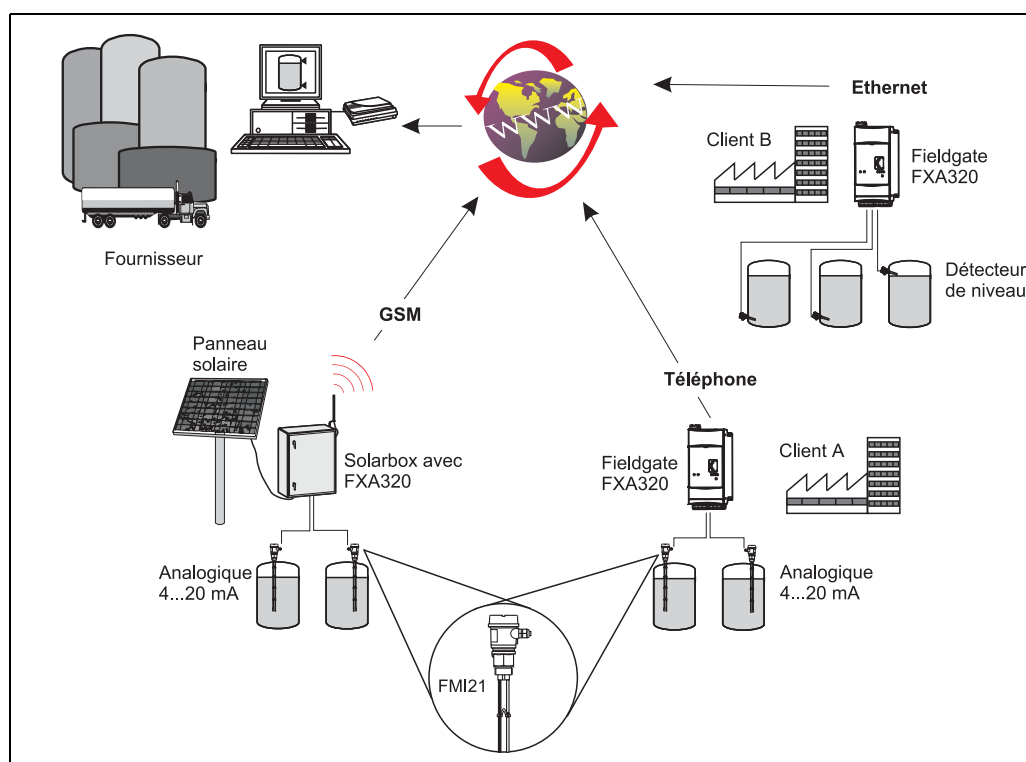 Ethernet
WWW
Client B
Fieldgate
FXA320
Fournisseur
Détecteur
de niveau
GSM
Panneau
solaire
Téléphone
Solarbox avec
FXA320
Fieldgate
FXA320
Client A
Analogique
4...20 mA
Analogique
4...20 mA
FMI21